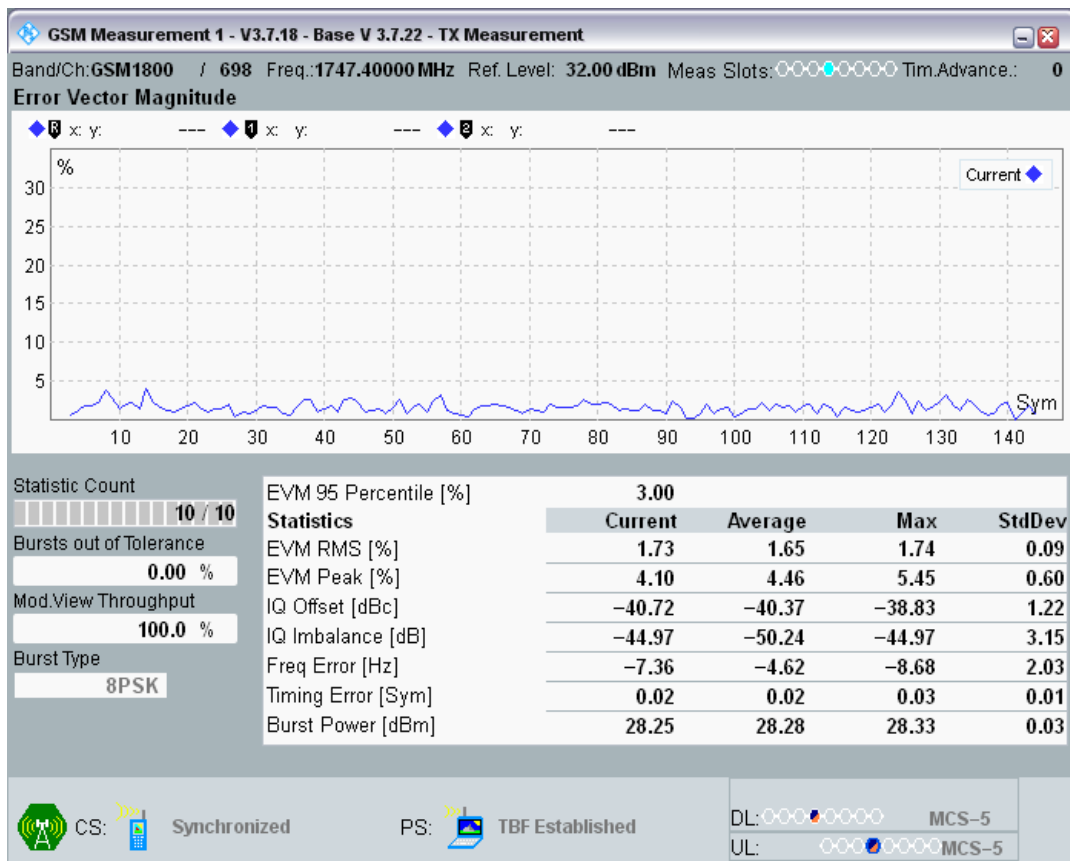 GSM Measurement 1 - V3.7.18 - Base V 3.7.22 - TX Measurement
Band/Ch:GSM1800 / 698 Freq.:1747.40000 MHz Ref. Level: 32.00 dBm Meas Slots: Tim.Advance.: 0
Error Vector Magnitude
R x: y: --- 1 x: y: --- 2 x: y: ---
%
Current
30
25
20
15
10
5
Sym
10 20 30 40 50 60 70 80 90 100 110 120 130 140
Statistic Count
10 / 10
Bursts out of Tolerance
0.00 %
Mod.View Throughput
100.0 %
Burst Type
8PSK
EVM 95 Percentile [%] 3.00
Statistics Current Average Max StdDev
EVM RMS [%] 1.73 1.65 1.74 0.09
EVM Peak [%] 4.10 4.46 5.45 0.60
IQ Offset [dBc] −40.72 −40.37 −38.83 1.22
IQ Imbalance [dB] −44.97 −50.24 −44.97 3.15
Freq Error [Hz] −7.36 −4.62 −8.68 2.03
Timing Error [Sym] 0.02 0.02 0.03 0.01
Burst Power [dBm] 28.25 28.28 28.33 0.03
CS: Synchronized PS: TBF Established
DL: MCS−5
UL: MCS−5